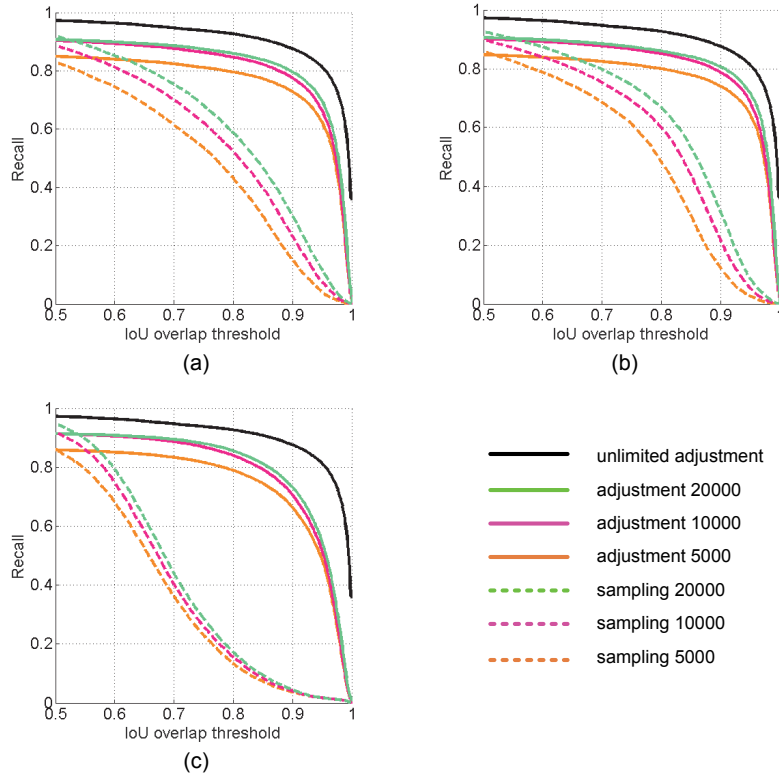 1
0.8
0.6
0.4
0.2
0
Recall
0.5 0.6 0.7 0.8 0.9 1
IoU overlap threshold
(a)
1
0.8
0.6
0.4
0.2
0
Recall
0.5 0.6 0.7 0.8 0.9 1
IoU overlap threshold
(b)
1
0.8
0.6
0.4
0.2
0
Recall
0.5 0.6 0.7 0.8 0.9 1
IoU overlap threshold
(c)
unlimited adjustment
adjustment 20000
adjustment 10000
adjustment 5000
sampling 20000
sampling 10000
sampling 5000